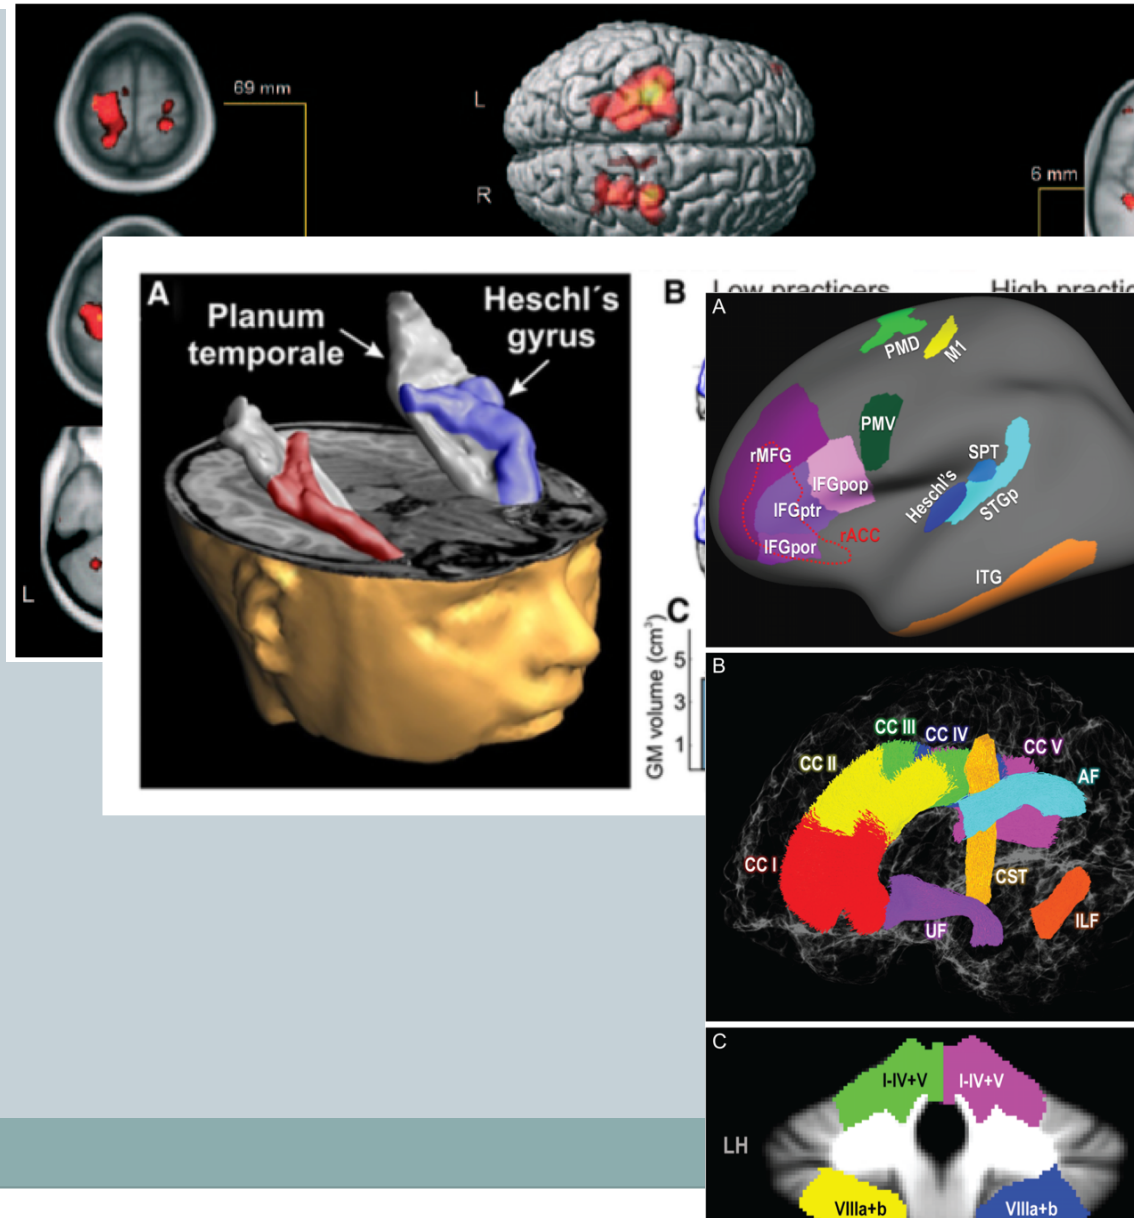 69 mm
L
R
6 mm
L
A
Planum
temporale
Heschl´s
gyrus
B
Low practicers
C
GM volume (cm³)
5
3
1
A
PMD
M1
PMV
rMFG
IFGpop
IFGptr
IFGpor
rACC
SPT
Heschl's
STGp
ITG
B
CC III
CC IV
CC V
CC II
AF
CC I
CST
UF
ILF
C
I-IV+V
I-IV+V
LH
VIIIa+b
VIIIa+b